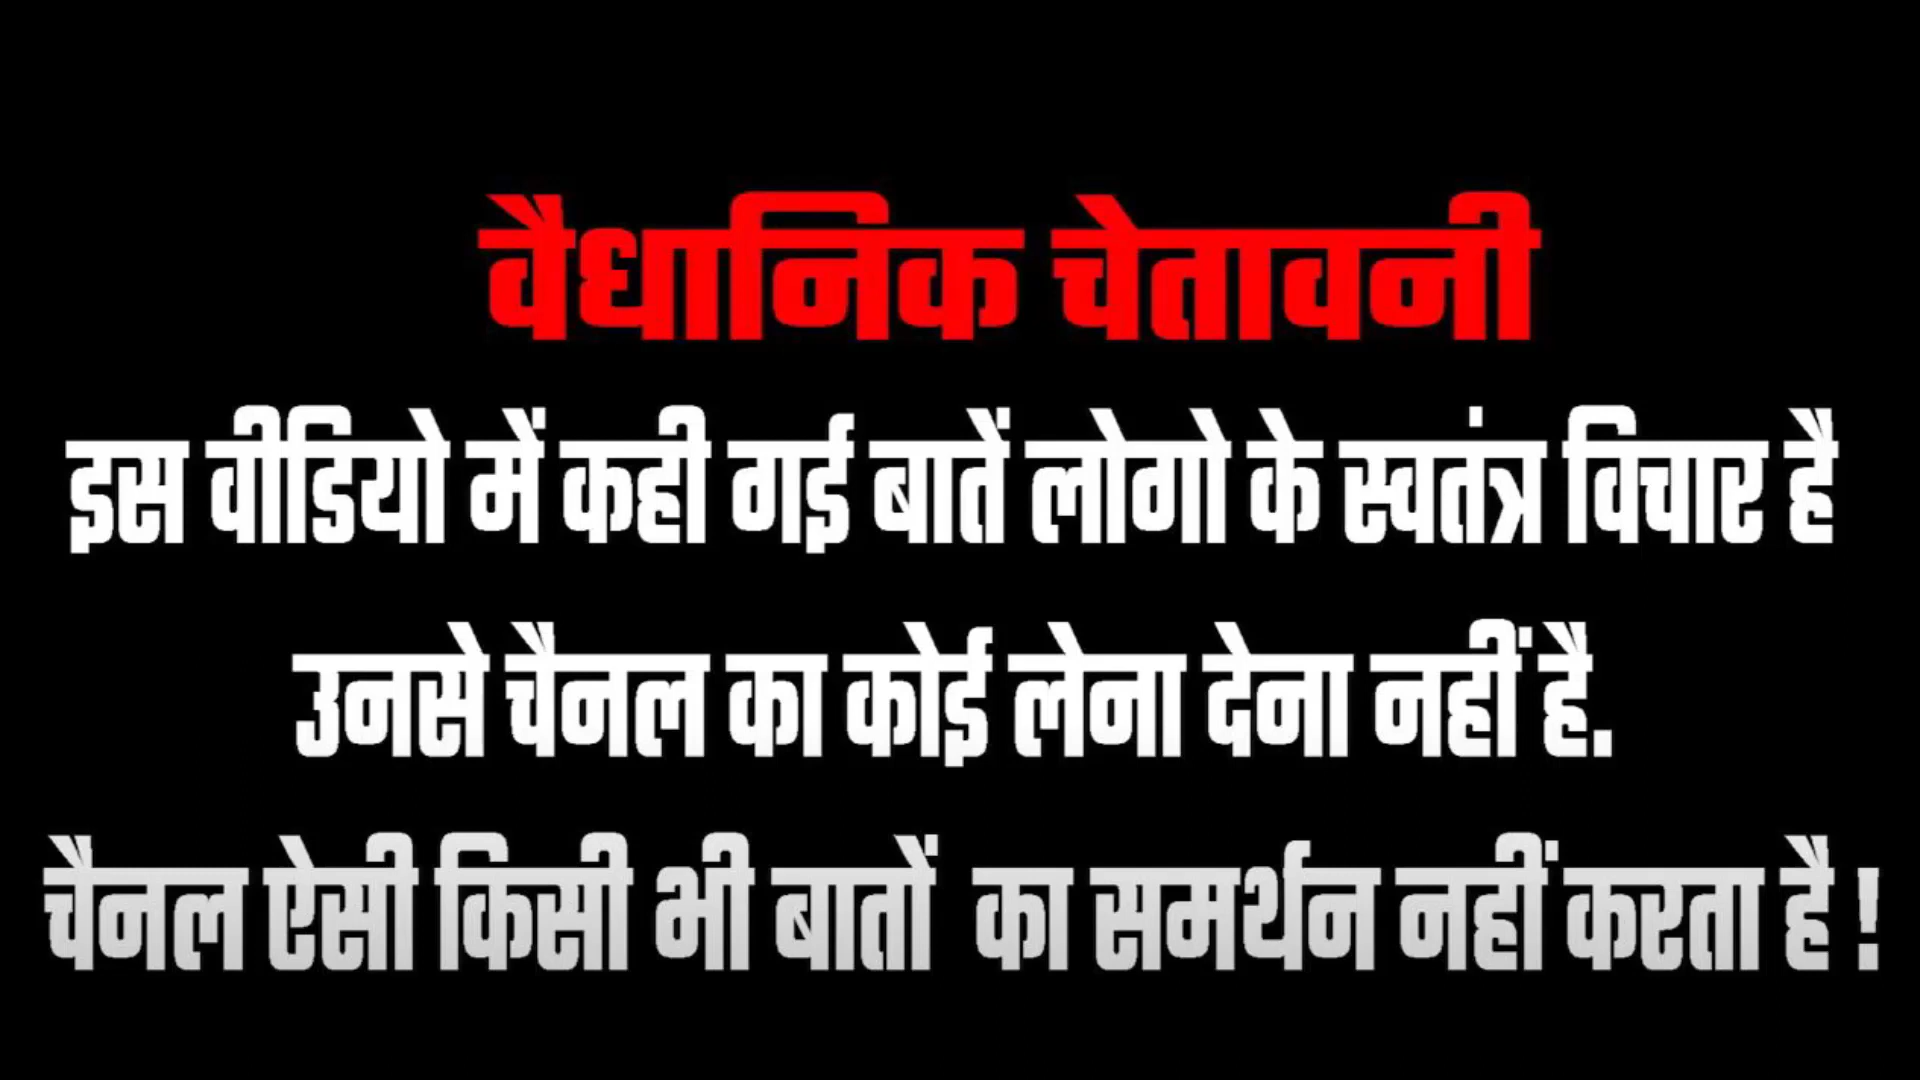 वैधानिक चेतावनी
इस वीडियो में कही गई बातें लोगो के स्वतंत्र विचार है
उनसे चैनल का कोई लेना देना नहीं है.
चैनल ऐसी किसी भी बातों का समर्थन नहीं करता है !